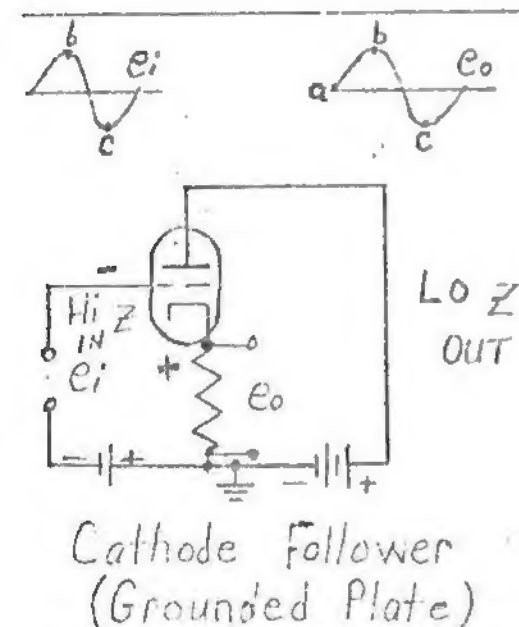 b
ei
c
a
b
eo
c
-
Hi
IN Z
ei
+
eo
LO Z
OUT
- +
- +
Cathode Follower
(Grounded Plate)